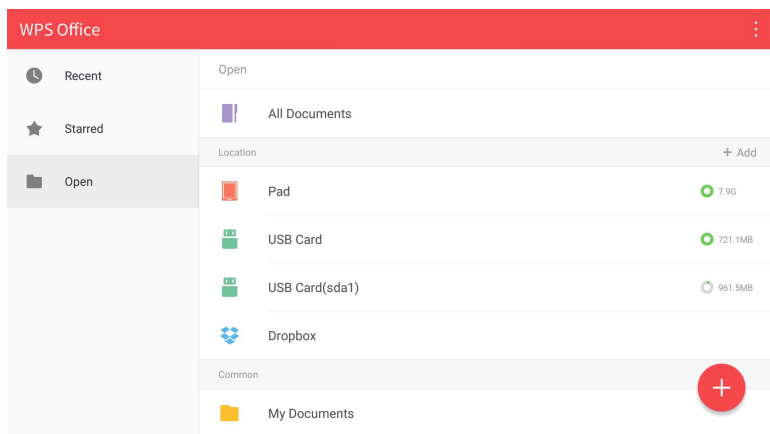 WPS Office
Recent
Starred
Open
Open
All Documents
Location
+ Add
Pad
7.9G
USB Card
721.1MB
USB Card(sda1)
961.5MB
Dropbox
Common
My Documents